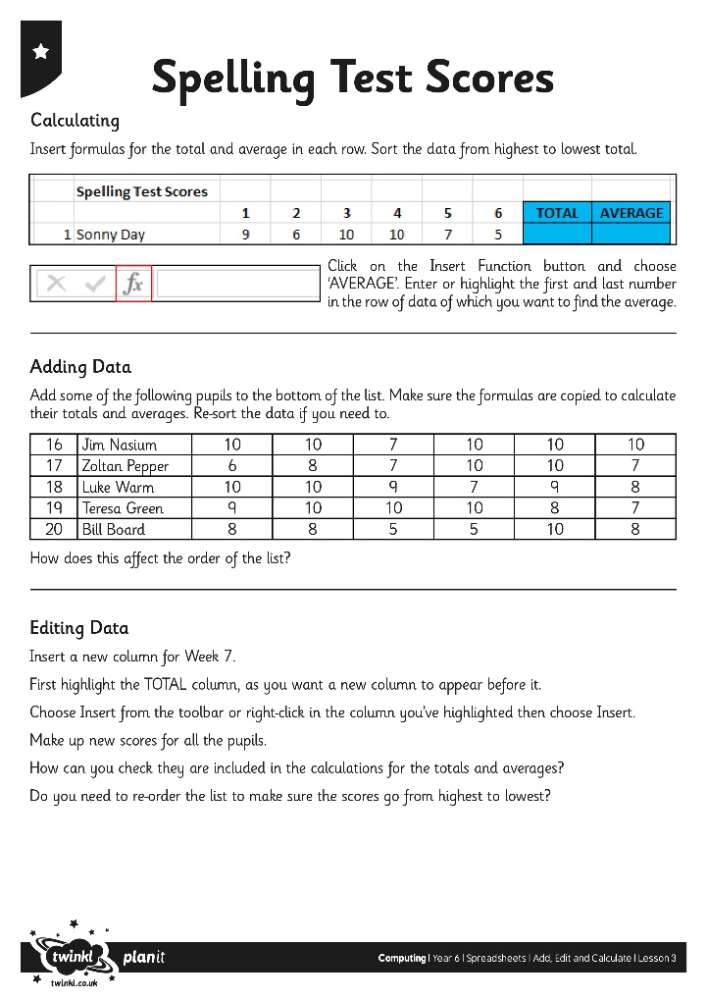 Spelling Test Scores
Calculating
Insert formulas for the total and average in each row. Sort the data from highest to lowest total.
Spelling Test Scores
1 2 3 4 5 6 TOTAL AVERAGE
1 Sonny Day 9 6 10 10 7 5
fx
Click on the Insert Function button and choose
'AVERAGE'. Enter or highlight the first and last number
in the row of data of which you want to find the average.
Adding Data
Add some of the following pupils to the bottom of the list. Make sure the formulas are copied to calculate
their totals and averages. Re-sort the data if you need to.
16 Jim Nasium 10 10 7 10 10 10
17 Zoltan Pepper 6 8 7 10 10 7
18 Luke Warm 10 10 9 7 9 8
19 Teresa Green 9 10 10 10 8 7
20 Bill Board 8 8 5 5 10 8
How does this affect the order of the list?
Editing Data
Insert a new column for Week 7.
First highlight the TOTAL column, as you want a new column to appear before it.
Choose Insert from the toolbar or right-click in the column you've highlighted then choose Insert.
Make up new scores for all the pupils.
How can you check they are included in the calculations for the totals and averages?
Do you need to re-order the list to make sure the scores go from highest to lowest?
twinkl planit
Computing | Year 6 | Spreadsheets | Add, Edit and Calculate | Lesson 3
twinkl.co.uk